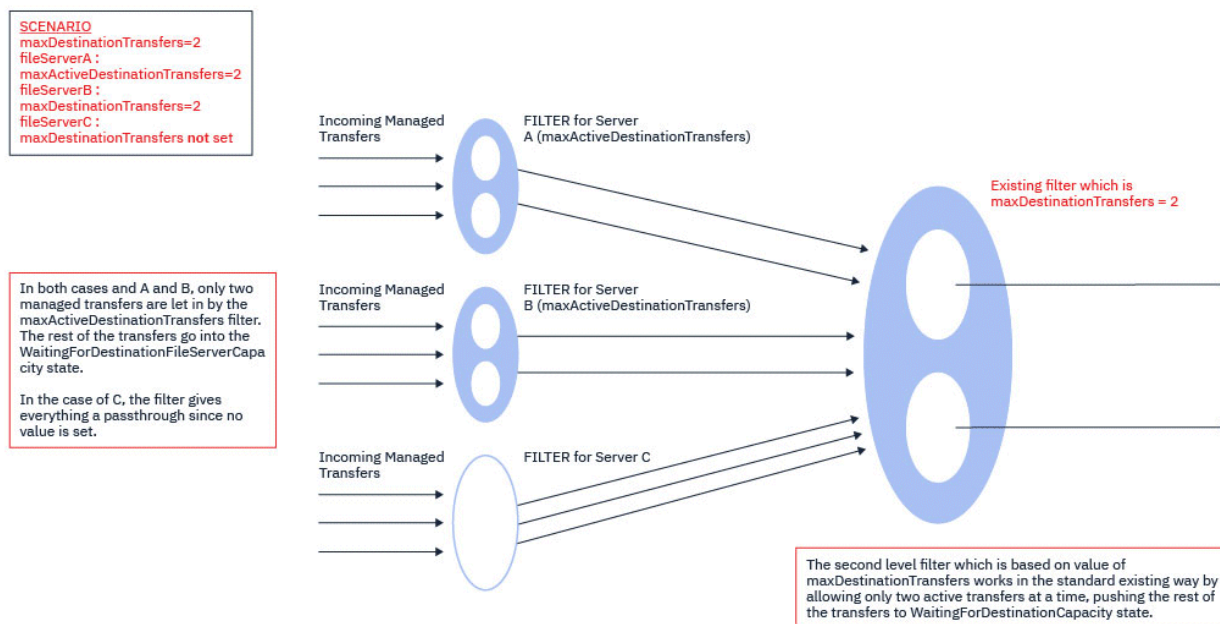 SCENARIO
maxDestinationTransfers=2
fileServerA :
maxActiveDestinationTransfers=2
fileServerB :
maxDestinationTransfers=2
fileServerC :
maxDestinationTransfers not set
Incoming Managed
Transfers
FILTER for Server
A (maxActiveDestinationTransfers)
Existing filter which is
maxDestinationTransfers = 2
In both cases and A and B, only two
managed transfers are let in by the
maxActiveDestinationTransfers filter.
The rest of the transfers go into the
WaitingForDestinationFileServerCapa
city state.
In the case of C, the filter gives
everything a passthrough since no
value is set.
Incoming Managed
Transfers
FILTER for Server
B (maxActiveDestinationTransfers)
Incoming Managed
Transfers
FILTER for Server C
The second level filter which is based on value of
maxDestinationTransfers works in the standard existing way by
allowing only two active transfers at a time, pushing the rest of
the transfers to WaitingForDestinationCapacity state.